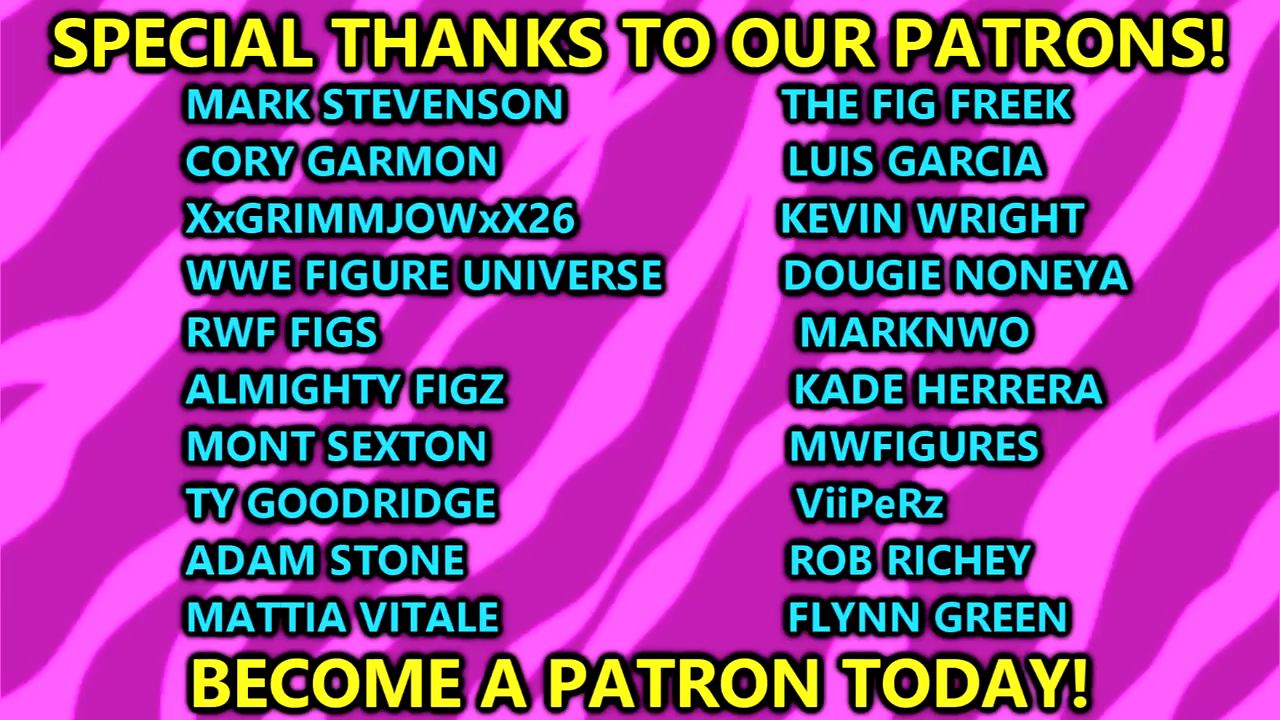 SPECIAL THANKS TO OUR PATRONS!
MARK STEVENSON
CORY GARMON
XxGRIMMJOWxX26
WWE FIGURE UNIVERSE
RWF FIGS
ALMIGHTY FIGZ
MONT SEXTON
TY GOODRIDGE
ADAM STONE
MATTIA VITALE
THE FIG FREEK
LUIS GARCIA
KEVIN WRIGHT
DOUGIE NONEYA
MARKNWO
KADE HERRERA
MWFIGURES
ViiPeRz
ROB RICHEY
FLYNN GREEN
BECOME A PATRON TODAY!